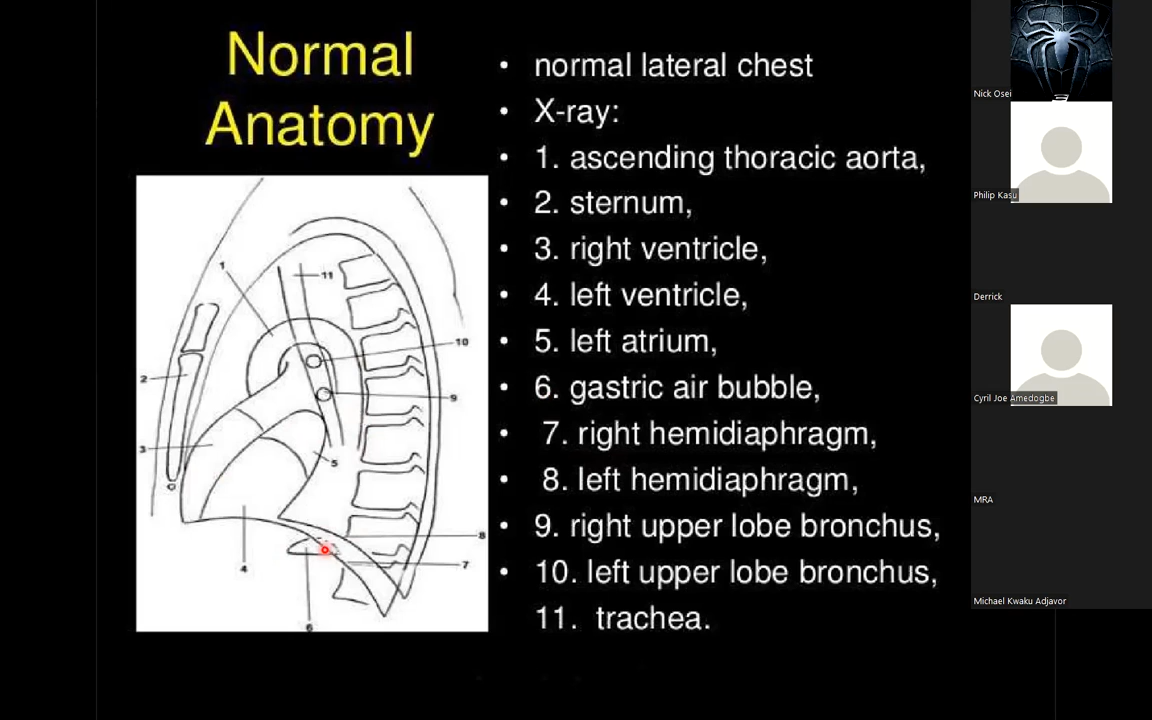 Normal
Anatomy
• normal lateral chest
• X-ray:
• 1. ascending thoracic aorta,
• 2. sternum,
• 3. right ventricle,
• 4. left ventricle,
• 5. left atrium,
• 6. gastric air bubble,
• 7. right hemidiaphragm,
• 8. left hemidiaphragm,
• 9. right upper lobe bronchus,
• 10. left upper lobe bronchus,
11. trachea.
1
11
10
2
9
3
5
8
7
4
6
Nick Osei
Philip Kasu
Derrick
Cyril Joe Amedogbe
MRA
Michael Kwaku Adjavor